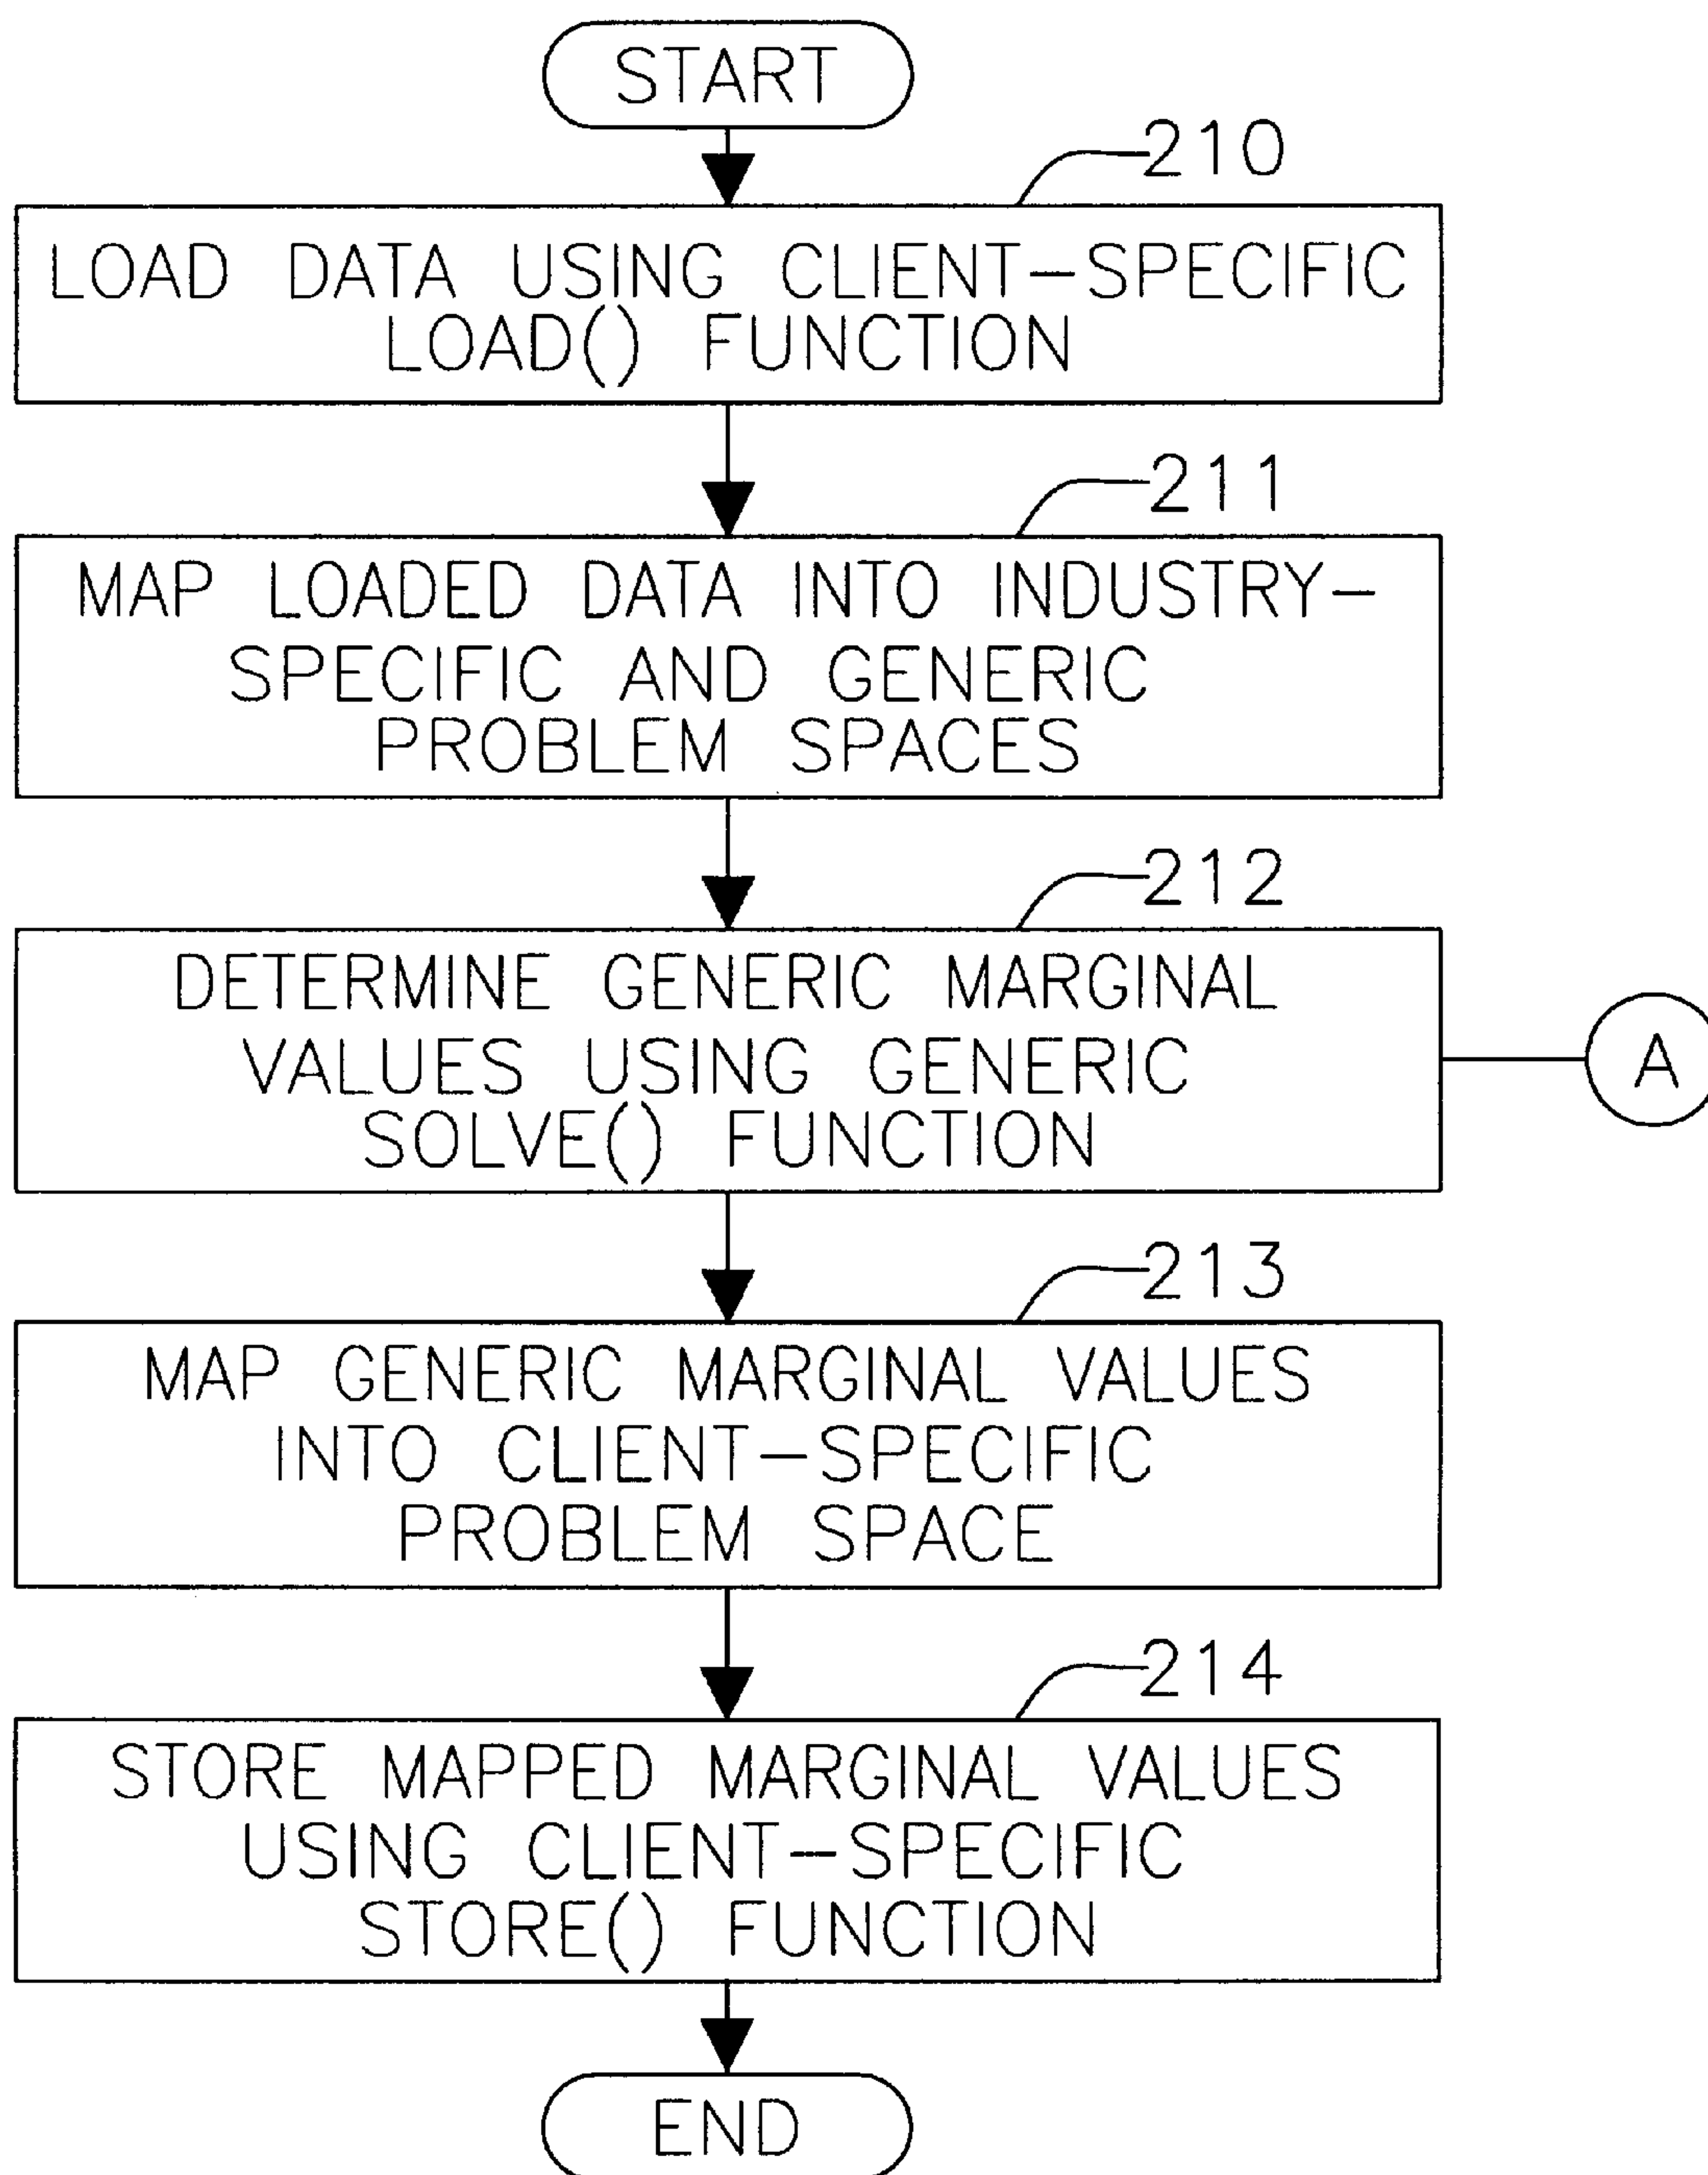 START
210
LOAD DATA USING CLIENT-SPECIFIC
LOAD() FUNCTION
211
MAP LOADED DATA INTO INDUSTRY-
SPECIFIC AND GENERIC
PROBLEM SPACES
212
DETERMINE GENERIC MARGINAL
VALUES USING GENERIC
SOLVE() FUNCTION
A
213
MAP GENERIC MARGINAL VALUES
INTO CLIENT-SPECIFIC
PROBLEM SPACE
214
STORE MAPPED MARGINAL VALUES
USING CLIENT-SPECIFIC
STORE() FUNCTION
END